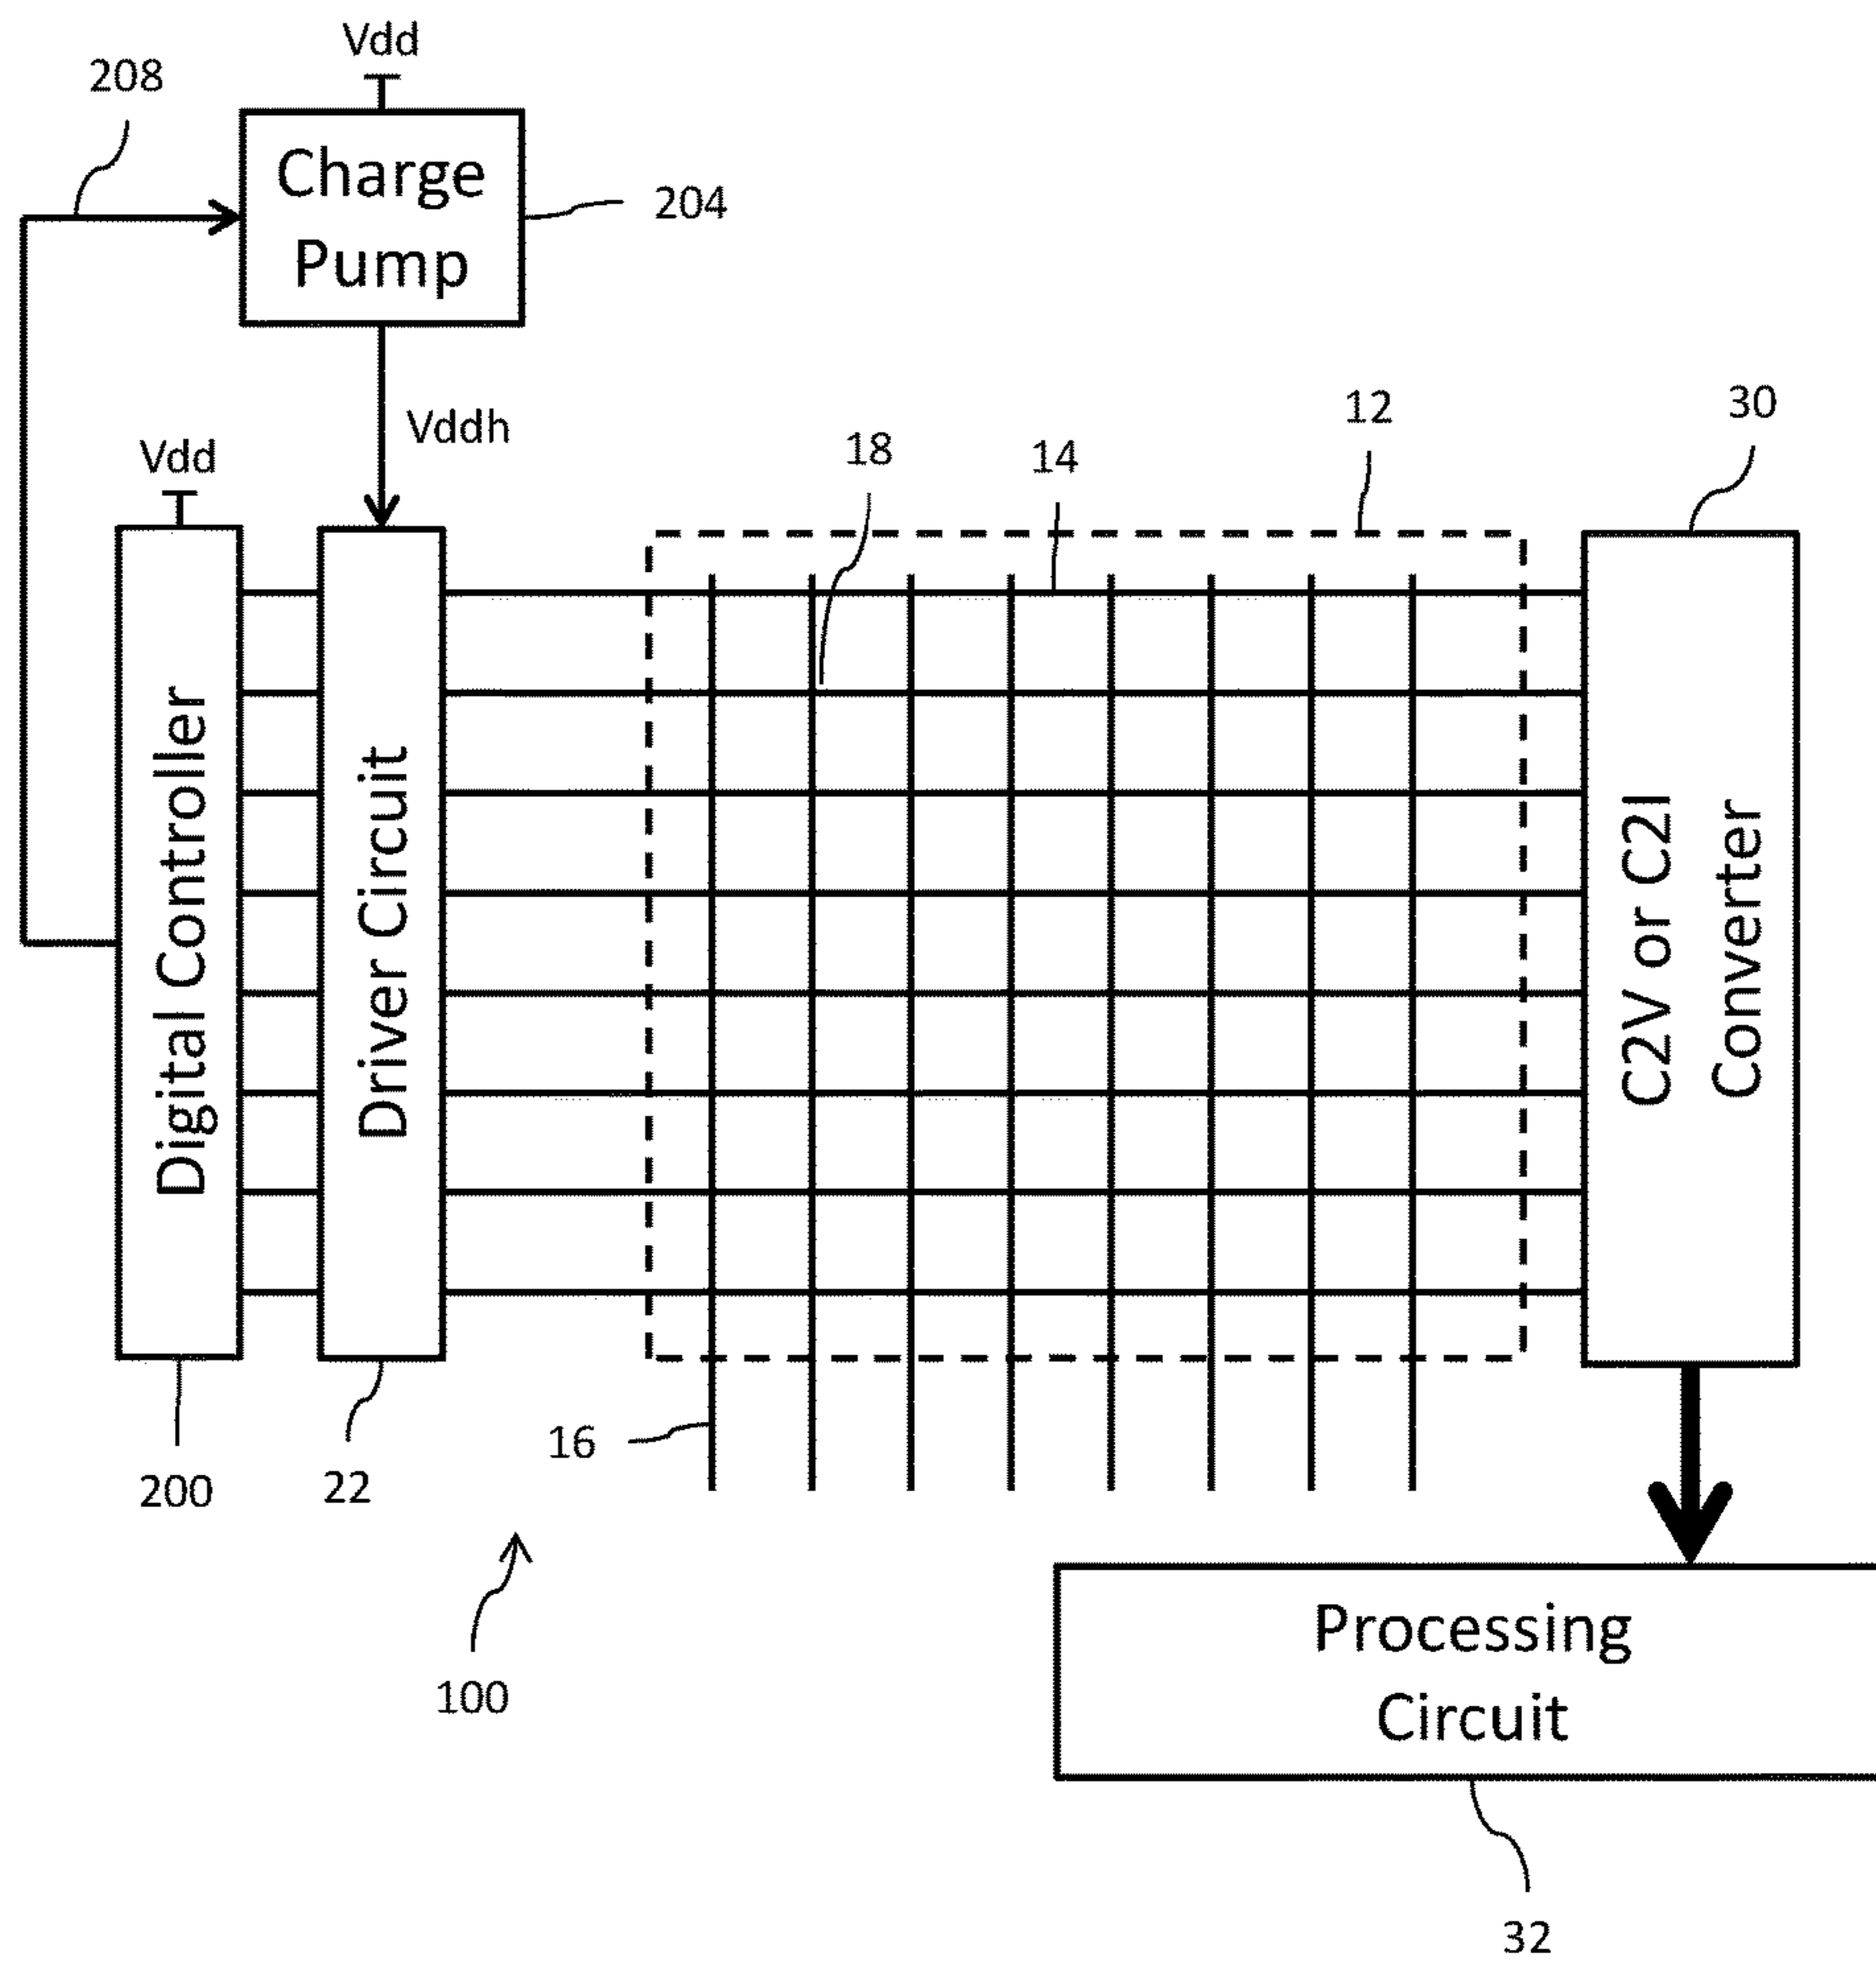 Vdd
208
Charge
Pump
204
Vddh
Vdd
18
14
12
30
Digital Controller
Driver Circuit
C2V or C2I
Converter
16
200
22
100
Processing
Circuit
32